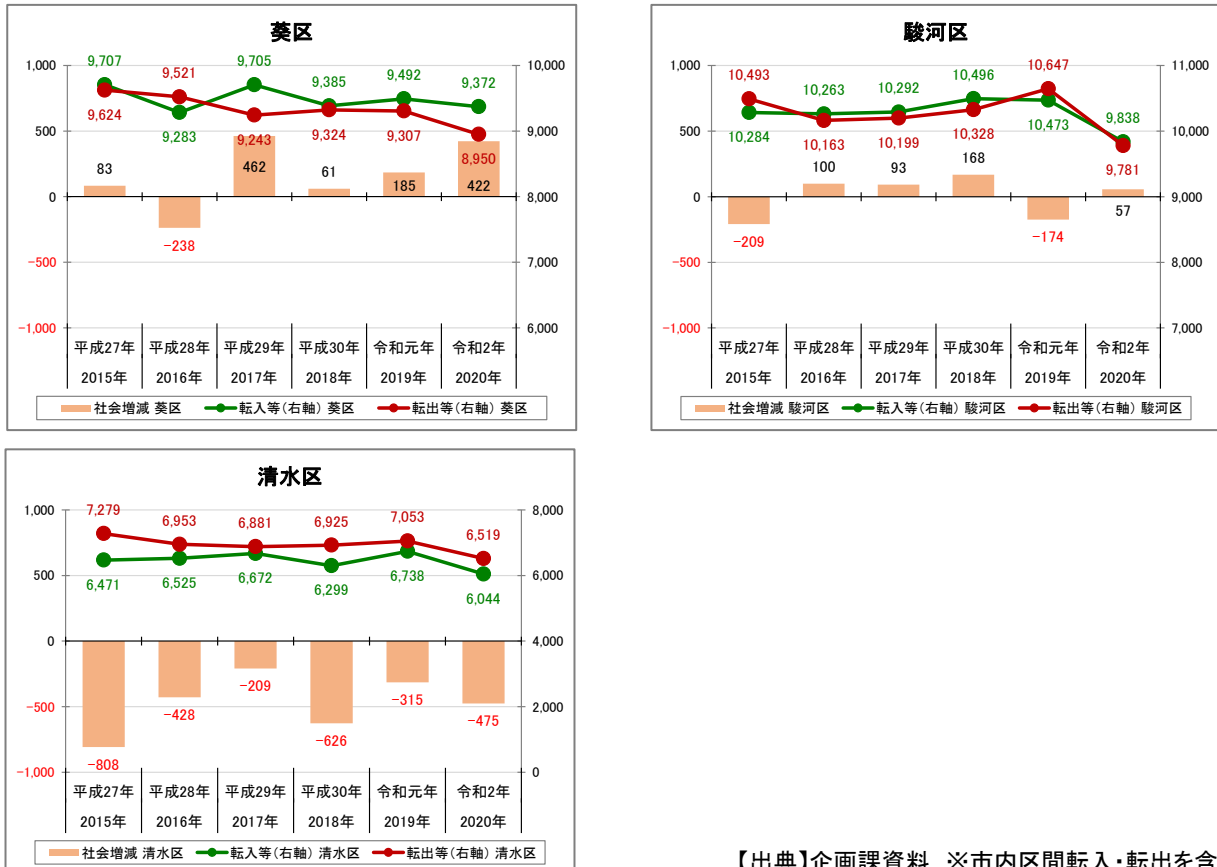 葵区
9,707 9,521 9,705 9,385 9,492 9,372
9,624 9,283 9,243 9,324 9,307 8,950
83 -238 462 61 185 422
1,000 500 0 -500 -1,000
10,000 9,000 8,000 7,000 6,000
平成27年 平成28年 平成29年 平成30年 令和元年 令和2年
2015年 2016年 2017年 2018年 2019年 2020年
社会増減 葵区 転入等(右軸) 葵区 転出等(右軸) 葵区
駿河区
10,493 10,263 10,292 10,496 10,647 9,838
10,284 10,163 10,199 10,328 10,473 9,781
-209 100 93 168 -174 57
1,000 500 0 -500 -1,000
11,000 10,000 9,000 8,000 7,000
平成27年 平成28年 平成29年 平成30年 令和元年 令和2年
2015年 2016年 2017年 2018年 2019年 2020年
社会増減 駿河区 転入等(右軸) 駿河区 転出等(右軸) 駿河区
清水区
7,279 6,953 6,881 6,925 7,053 6,519
6,471 6,525 6,672 6,299 6,738 6,044
-808 -428 -209 -626 -315 -475
1,000 500 0 -500 -1,000
8,000 6,000 4,000 2,000 0
平成27年 平成28年 平成29年 平成30年 令和元年 令和2年
2015年 2016年 2017年 2018年 2019年 2020年
社会増減 清水区 転入等(右軸) 清水区 転出等(右軸) 清水区
【出典】企画課資料 ※市内区間転入・転出を含